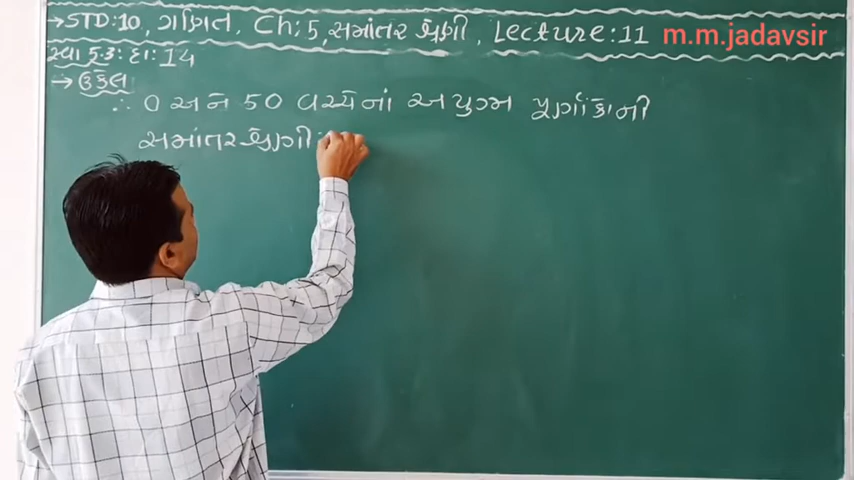 →STD:10, ગણિત, Ch:5, સમાંતર શ્રેણી, Lecture:11 m.m.jadavsir
સ્વા 5.3: દા: 14
→ ઉકેલ
∴ 0 અને 50 વચ્ચેનાં અયુગ્મ પૂર્ણાંકોની
સમાંતર શ્રેણી: